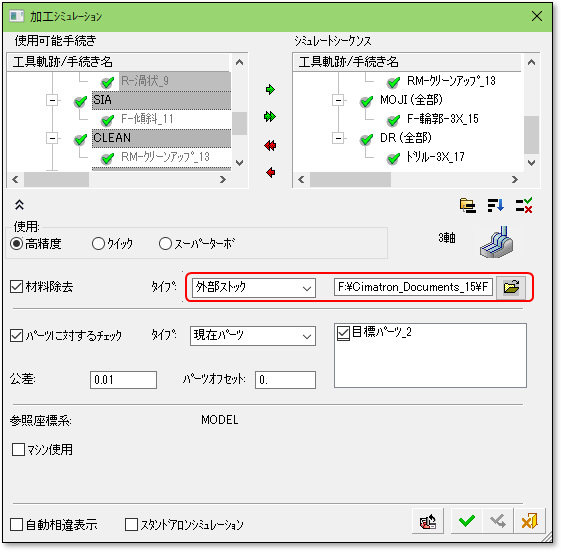 加工ｼﾐｭﾚｰｼｮﾝ
使用可能手続き
工具軌跡/手続き名
R-渦状_9
SIA
F-傾斜_11
CLEAN
RM-ｸﾘｰﾝｱｯﾌﾟ_13
ｼﾐｭﾚｰﾄｼｰｹﾝｽ
工具軌跡/手続き名
RM-ｸﾘｰﾝｱｯﾌﾟ_13
MOJI (全部)
F-輪郭-3X_15
DR (全部)
ﾄﾞﾘﾙ-3X_17
使用:
高精度 ｸｲｯｸ ｽｰﾊﾟｰﾀｰﾎﾞ
3軸
材料除去 ﾀｲﾌﾟ: 外部ｽﾄｯｸ F:¥Cimatron_Documents_15¥F
ﾊﾟｰﾂに対するﾁｪｯｸ ﾀｲﾌﾟ: 現在ﾊﾟｰﾂ
目標ﾊﾟｰﾂ_2
公差: 0.01 ﾊﾟｰﾂｵﾌｾｯﾄ: 0.
参照座標系: MODEL
ﾏｼﾝ使用
自動相違表示 ｽﾀﾝﾄﾞｱﾛﾝｼﾐｭﾚｰｼｮﾝ